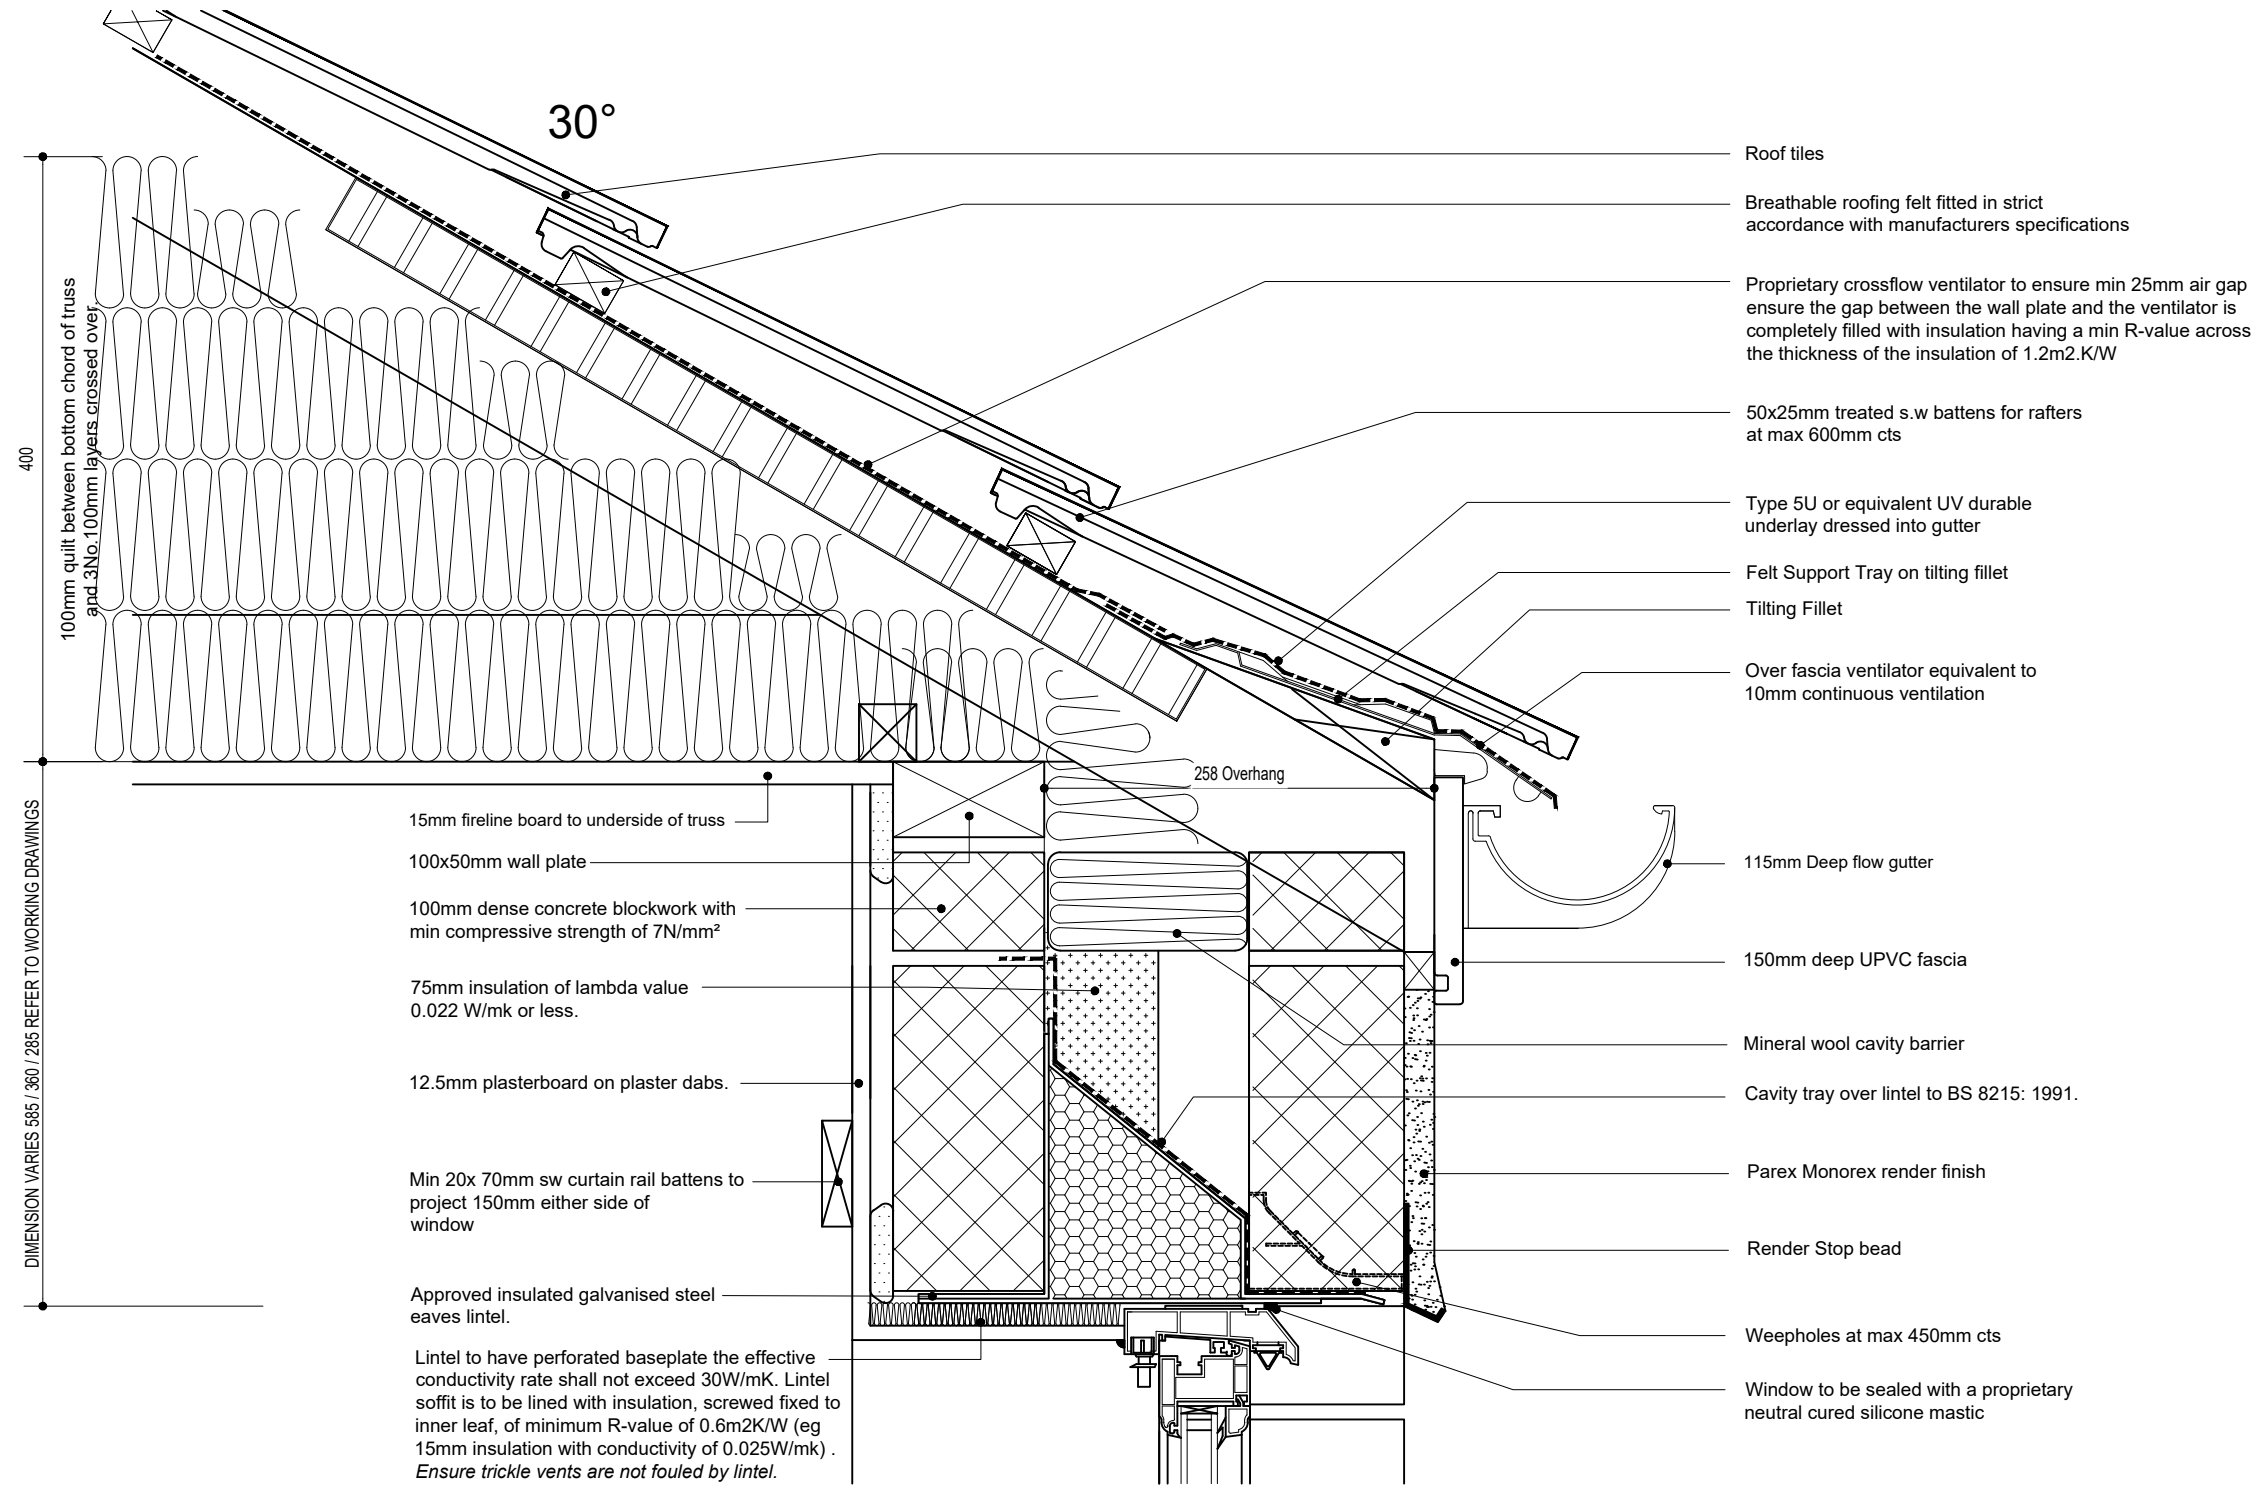 30°
Roof tiles
Breathable roofing felt fitted in strict
accordance with manufacturers specifications
Proprietary crossflow ventilator to ensure min 25mm air gap
ensure the gap between the wall plate and the ventilator is
completely filled with insulation having a min R-value across
the thickness of the insulation of 1.2m2.K/W
50x25mm treated s.w battens for rafters
at max 600mm cts
Type 5U or equivalent UV durable
underlay dressed into gutter
Felt Support Tray on tilting fillet
Tilting Fillet
Over fascia ventilator equivalent to
10mm continuous ventilation
115mm Deep flow gutter
150mm deep UPVC fascia
Mineral wool cavity barrier
Cavity tray over lintel to BS 8215: 1991.
Parex Monorex render finish
Render Stop bead
Weepholes at max 450mm cts
Window to be sealed with a proprietary
neutral cured silicone mastic
400
100mm quilt between bottom chord of truss
and 3No.100mm layers crossed over.
258 Overhang
DIMENSION VARIES 585 / 360 / 285 REFER TO WORKING DRAWINGS
15mm fireline board to underside of truss
100x50mm wall plate
100mm dense concrete blockwork with
min compressive strength of 7N/mm²
75mm insulation of lambda value
0.022 W/mk or less.
12.5mm plasterboard on plaster dabs.
Min 20x 70mm sw curtain rail battens to
project 150mm either side of
window
Approved insulated galvanised steel
eaves lintel.
Lintel to have perforated baseplate the effective
conductivity rate shall not exceed 30W/mK. Lintel
soffit is to be lined with insulation, screwed fixed to
inner leaf, of minimum R-value of 0.6m2K/W (eg
15mm insulation with conductivity of 0.025W/mk) .
Ensure trickle vents are not fouled by lintel.